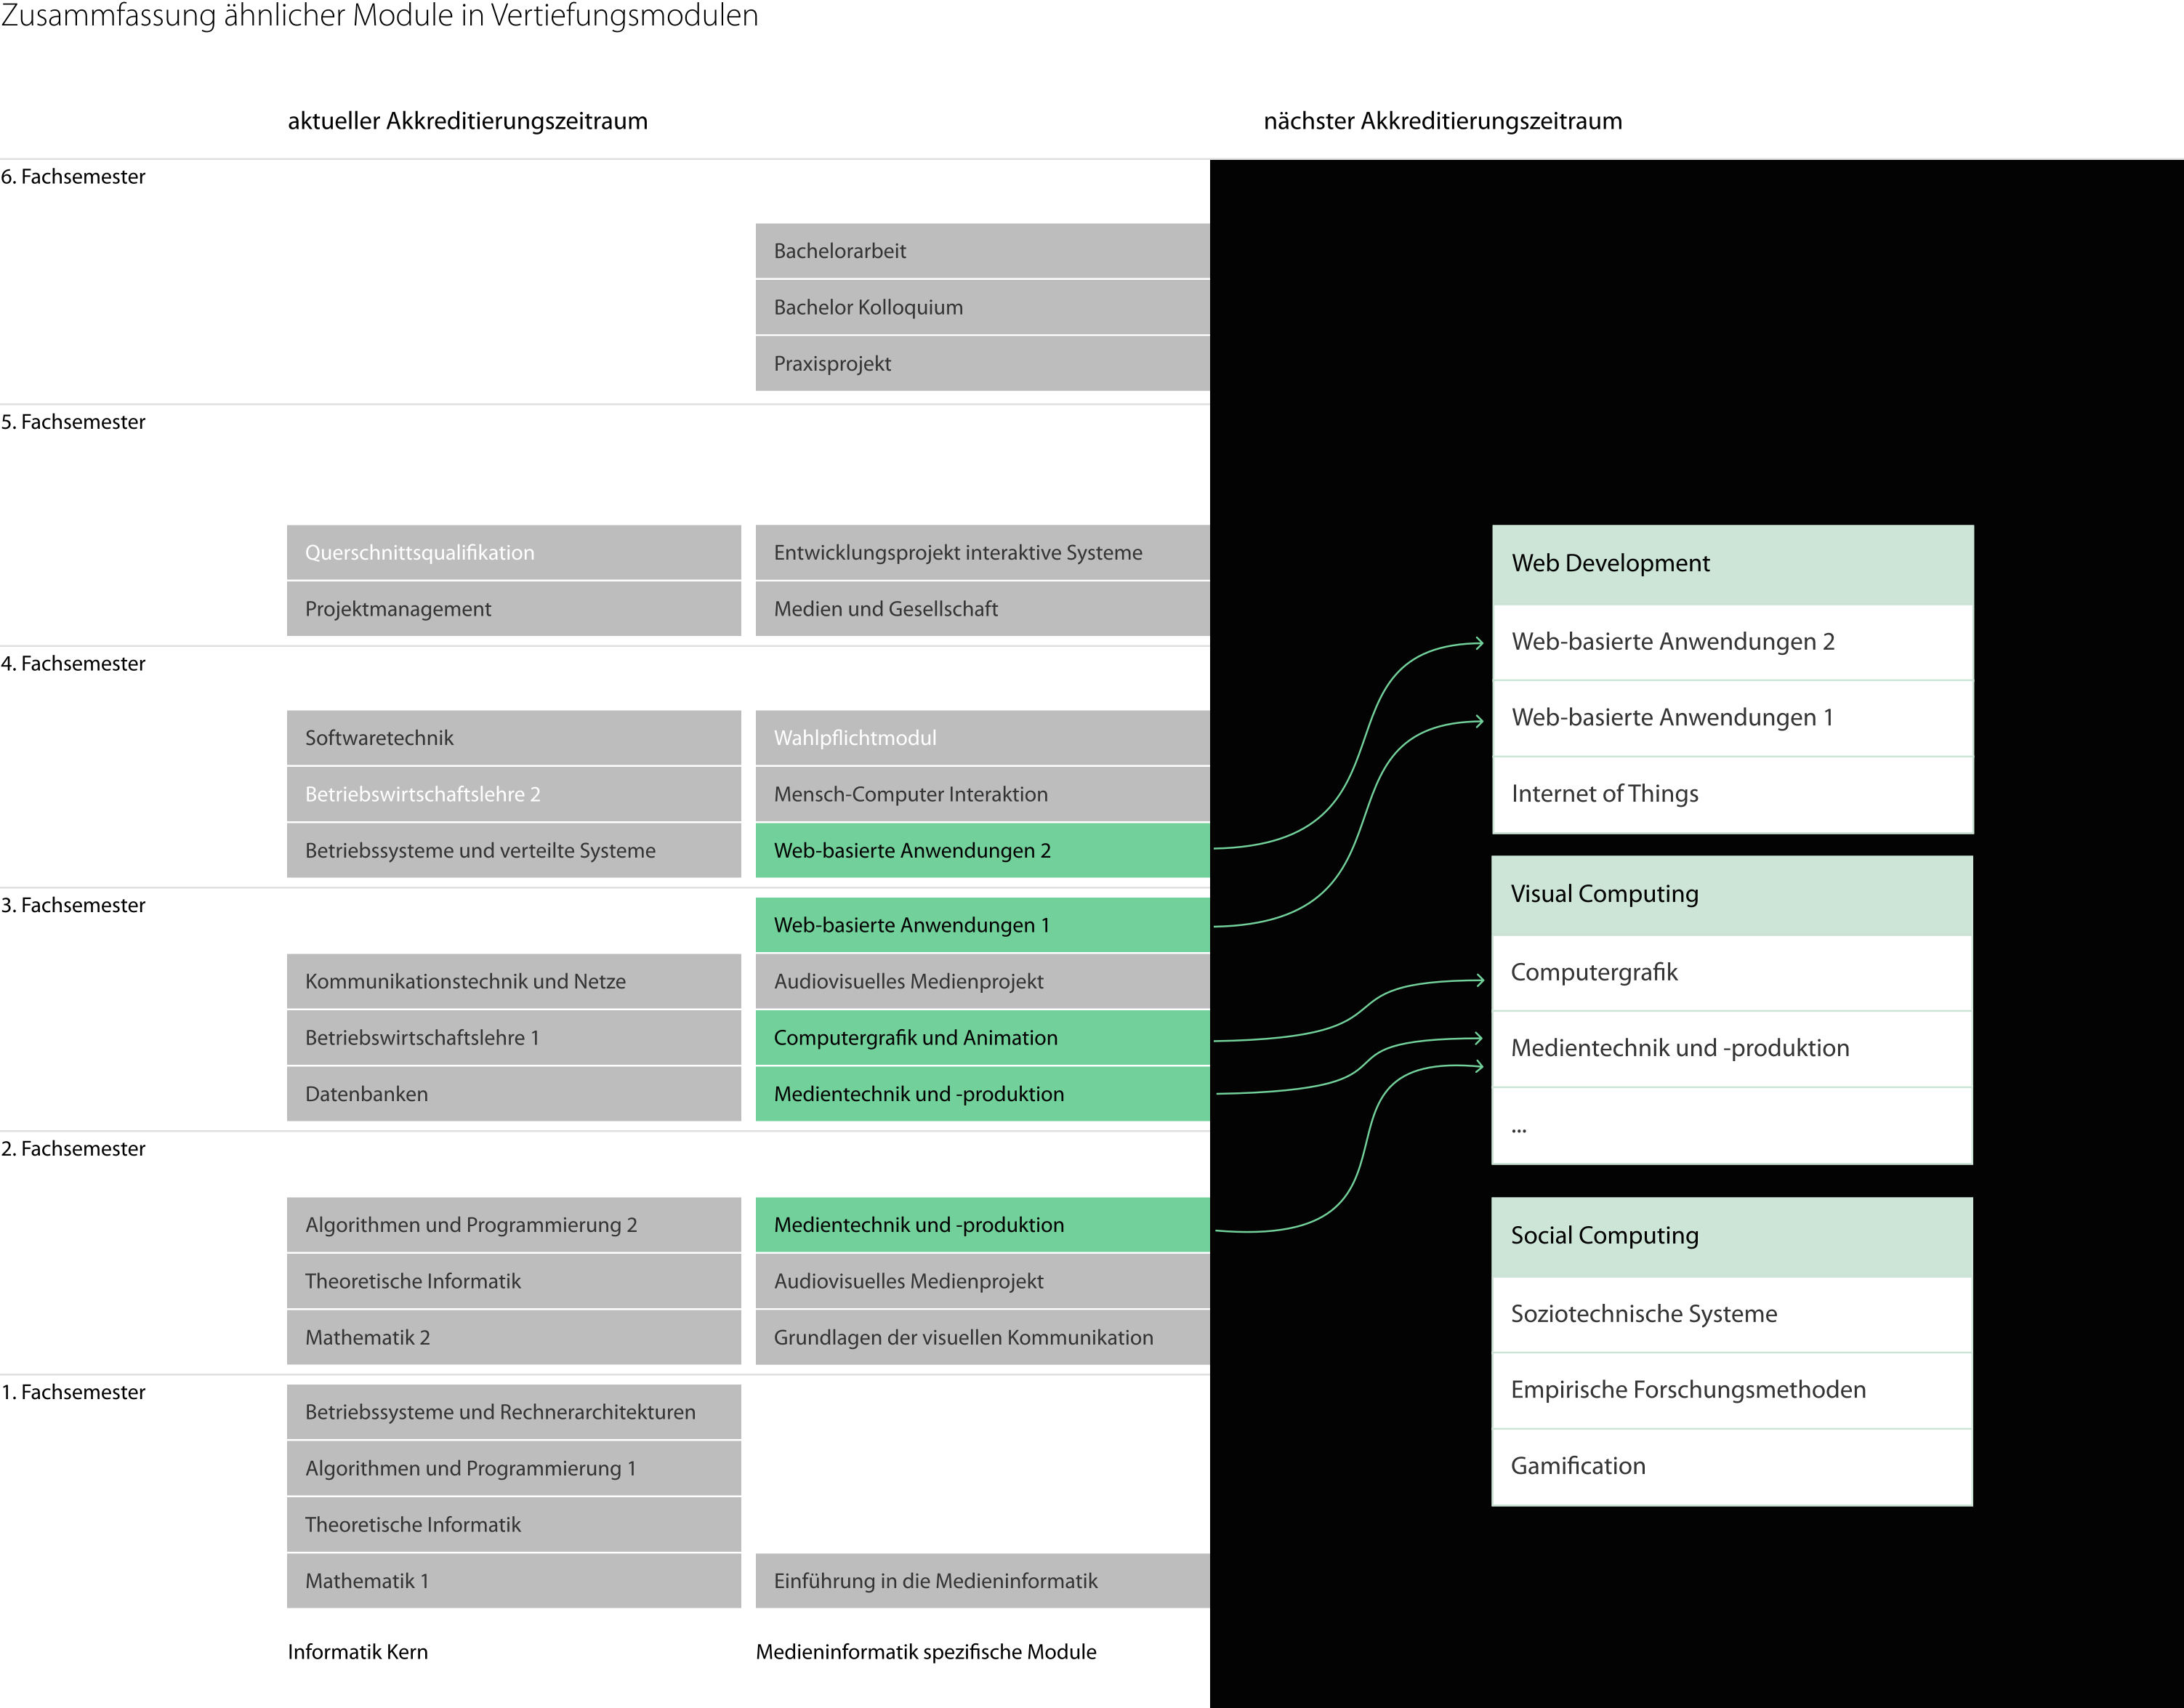 Zusammfassung ähnlicher Module in Vertiefungsmodulen
aktueller Akkreditierungszeitraum
nächster Akkreditierungszeitraum
6. Fachsemester
Bachelorarbeit
Bachelor Kolloquium
Praxisprojekt
5. Fachsemester
Querschnittsqualifikation
Projektmanagement
Entwicklungsprojekt interaktive Systeme
Medien und Gesellschaft
4. Fachsemester
Softwaretechnik
Betriebswirtschaftslehre 2
Betriebssysteme und verteilte Systeme
Wahlpflichtmodul
Mensch-Computer Interaktion
Web-basierte Anwendungen 2
3. Fachsemester
Kommunikationstechnik und Netze
Betriebswirtschaftslehre 1
Datenbanken
Web-basierte Anwendungen 1
Audiovisuelles Medienprojekt
Computergrafik und Animation
Medientechnik und -produktion
2. Fachsemester
Algorithmen und Programmierung 2
Theoretische Informatik
Mathematik 2
Medientechnik und -produktion
Audiovisuelles Medienprojekt
Grundlagen der visuellen Kommunikation
1. Fachsemester
Betriebssysteme und Rechnerarchitekturen
Algorithmen und Programmierung 1
Theoretische Informatik
Mathematik 1
Einführung in die Medieninformatik
Informatik Kern
Medieninformatik spezifische Module
Web Development
Web-basierte Anwendungen 2
Web-basierte Anwendungen 1
Internet of Things
Visual Computing
Computergrafik
Medientechnik und -produktion
...
Social Computing
Soziotechnische Systeme
Empirische Forschungsmethoden
Gamification